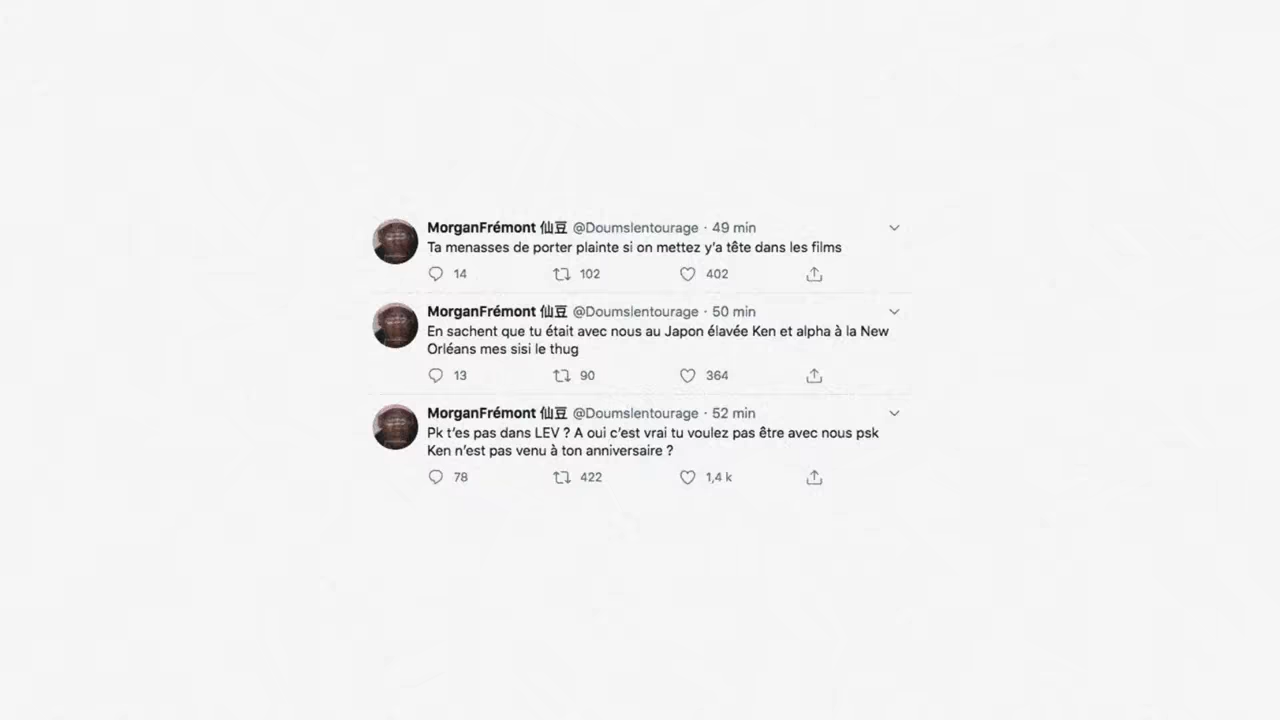 MorganFrémont 仙豆 @Doumslentourage · 49 min
Ta menasses de porter plainte si on mettez y'a tête dans les films
14 102 402
MorganFrémont 仙豆 @Doumslentourage · 50 min
En sachent que tu était avec nous au Japon élavée Ken et alpha à la New
Orléans mes sisi le thug
13 90 364
MorganFrémont 仙豆 @Doumslentourage · 52 min
Pk t'es pas dans LEV ? A oui c'est vrai tu voulez pas être avec nous psk
Ken n'est pas venu à ton anniversaire ?
78 422 1,4 k